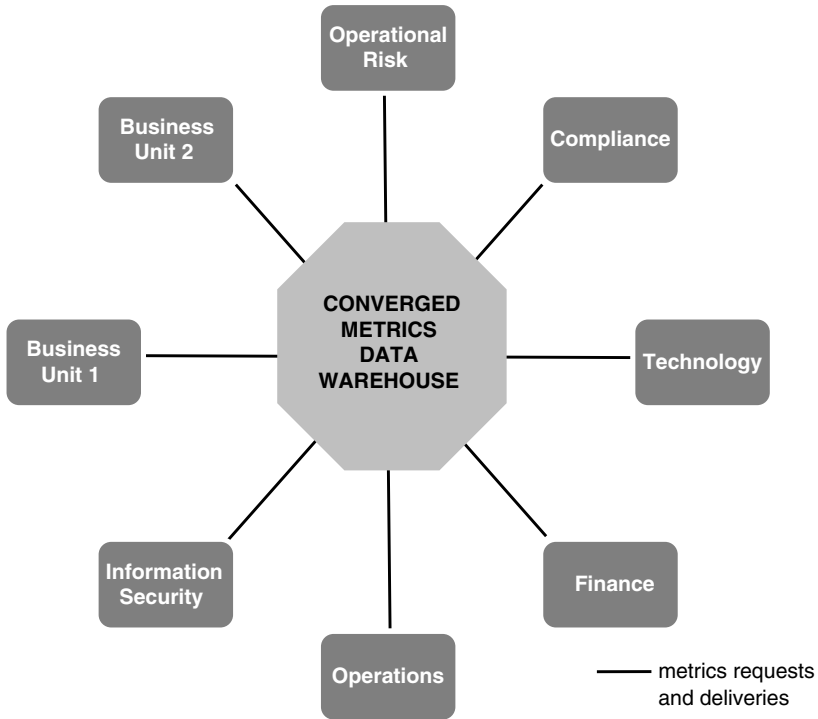 Operational
Risk
Business
Unit 2
Compliance
CONVERGED
METRICS
DATA
WAREHOUSE
Business
Unit 1
Technology
Information
Security
Finance
Operations
metrics requests
and deliveries